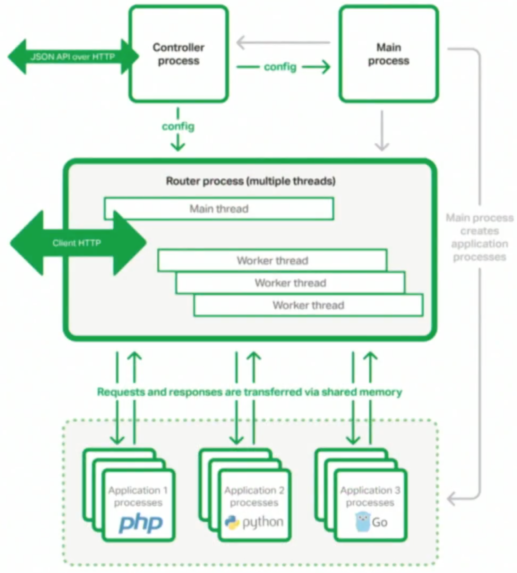 JSON API over HTTP
Controller
process
config
Main
process
config
Router process (multiple threads)
Main thread
Client HTTP
Worker thread
Worker thread
Worker thread
Main process
creates
application
processes
Requests and responses are transferred via shared memory
Application 1
processes
php
Application 2
processes
python
Application 3
processes
Go